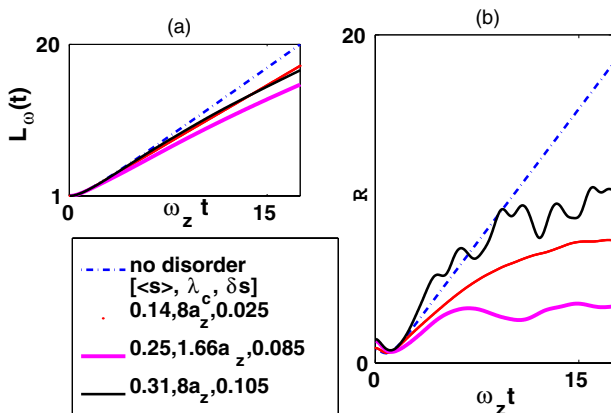 (a)
20
L_ω(t)
1
0
ω_z t
15
no disorder
[<s>, λ_c, δs]
0.14,8a_z,0.025
0.25,1.66a_z,0.085
0.31,8a_z,0.105
(b)
20
R
0
0
ω_z t
15